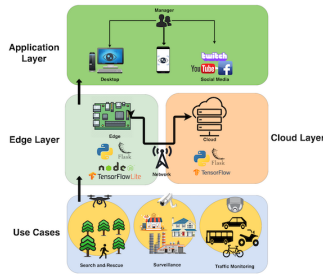 Manager
Application
Layer
twitch
YouTube
Desktop
Social Media
Edge Layer
Edge
Flask
node
TensorFlowLite
Network
Cloud
Flask
TensorFlow
Cloud Layer
Use Cases
Search and Rescue
Surveillance
Traffic Monitoring